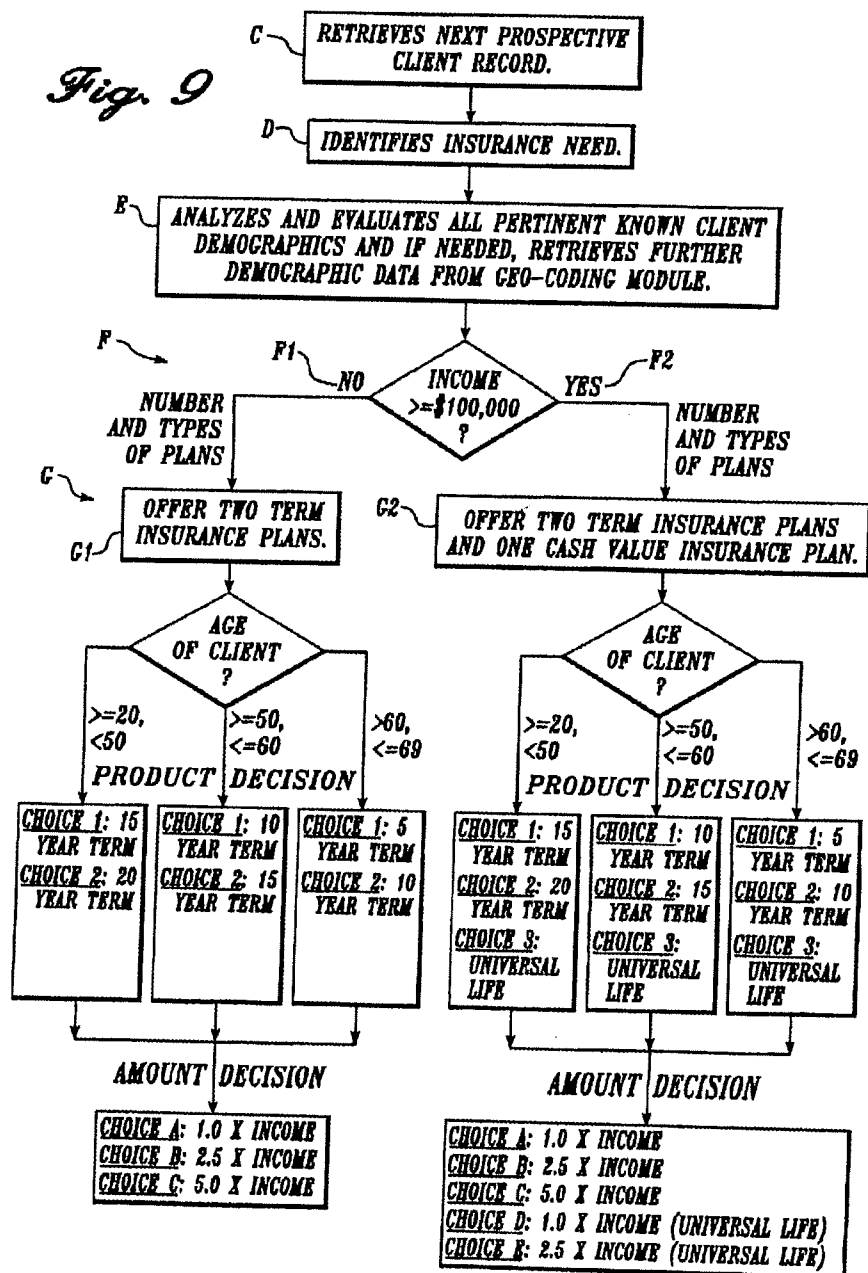 Fig. 9
C
RETRIEVES NEXT PROSPECTIVE
CLIENT RECORD.
D
IDENTIFIES INSURANCE NEED.
E
ANALYZES AND EVALUATES ALL PERTINENT KNOWN CLIENT
DEMOGRAPHICS AND IF NEEDED, RETRIEVES FURTHER
DEMOGRAPHIC DATA FROM GEO-CODING MODULE.
F
F1
NO
INCOME
>=$100,000
?
YES
F2
NUMBER
AND TYPES
OF PLANS
NUMBER
AND TYPES
OF PLANS
G
G1
OFFER TWO TERM
INSURANCE PLANS.
G2
OFFER TWO TERM INSURANCE PLANS
AND ONE CASH VALUE INSURANCE PLAN.
AGE
OF CLIENT
?
>=20,
<50
>=50,
<=60
>60,
<=69
PRODUCT DECISION
CHOICE 1: 15
YEAR TERM
CHOICE 2: 20
YEAR TERM
CHOICE 1: 10
YEAR TERM
CHOICE 2: 15
YEAR TERM
CHOICE 1: 5
YEAR TERM
CHOICE 2: 10
YEAR TERM
AMOUNT DECISION
CHOICE A: 1.0 X INCOME
CHOICE B: 2.5 X INCOME
CHOICE C: 5.0 X INCOME
AGE
OF CLIENT
?
>=20,
<50
>=50,
<=60
>60,
<=69
PRODUCT DECISION
CHOICE 1: 15
YEAR TERM
CHOICE 2: 20
YEAR TERM
CHOICE 3:
UNIVERSAL
LIFE
CHOICE 1: 10
YEAR TERM
CHOICE 2: 15
YEAR TERM
CHOICE 3:
UNIVERSAL
LIFE
CHOICE 1: 5
YEAR TERM
CHOICE 2: 10
YEAR TERM
CHOICE 3:
UNIVERSAL
LIFE
AMOUNT DECISION
CHOICE A: 1.0 X INCOME
CHOICE B: 2.5 X INCOME
CHOICE C: 5.0 X INCOME
CHOICE D: 1.0 X INCOME (UNIVERSAL LIFE)
CHOICE E: 2.5 X INCOME (UNIVERSAL LIFE)